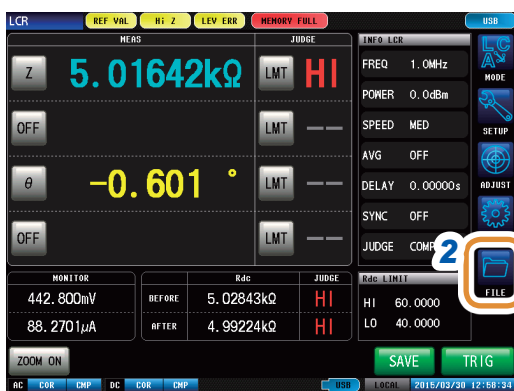 LCR REF VAL Hi Z LEV ERR MEMORY FULL USB
MEAS JUDGE INFO LCR
Z 5.01642kΩ LMT HI
OFF LMT ――
θ -0.601 ° LMT ――
OFF LMT ――
FREQ 1.0MHz
POWER 0.0dBm
SPEED MED
AVG OFF
DELAY 0.00000s
SYNC OFF
JUDGE COMP
LCR
MODE
SETUP
ADJUST
2
FILE
MONITOR Rdc JUDGE Rdc LIMIT
442.800mV BEFORE 5.02843kΩ HI HI 60.0000
88.2701μA AFTER 4.99224kΩ HI LO 40.0000
ZOOM ON SAVE TRIG
AC COR CMP DC COR CMP USB LOCAL 2015/03/30 12:58:34